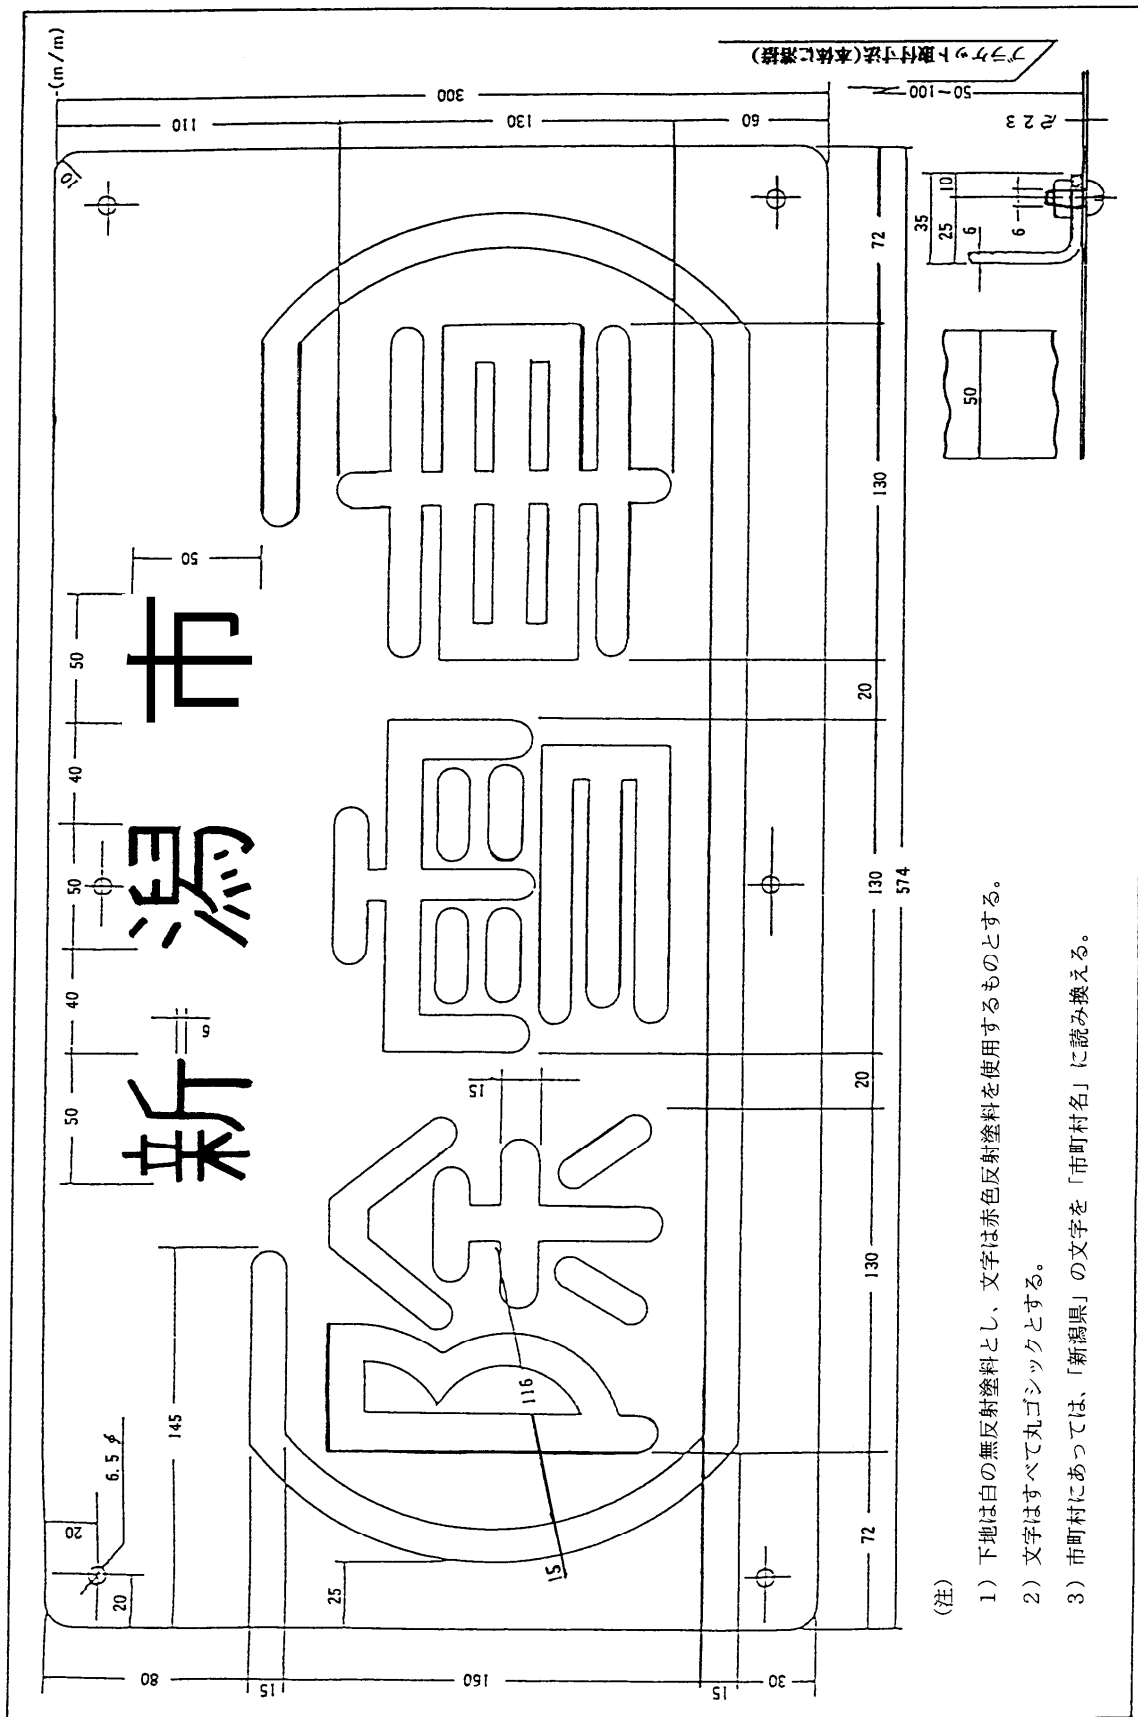 (m/m)
50 40 50 40 50
新潟市
50
145
6.5φ
20
20
25
15
116
15
除雪車
10
80
15
160
15
30
110
130
60
300
72 130 20 130 20 130 72
574
ブラケット取付寸法(本体に溶接)
50~100
35
25 10
6
6
50
(注)
1) 下地は白の無反射塗料とし、文字は赤色反射塗料を使用するものとする。
2) 文字はすべて丸ゴシックとする。
3) 市町村にあっては、「新潟県」の文字を「市町村名」に読み換える。